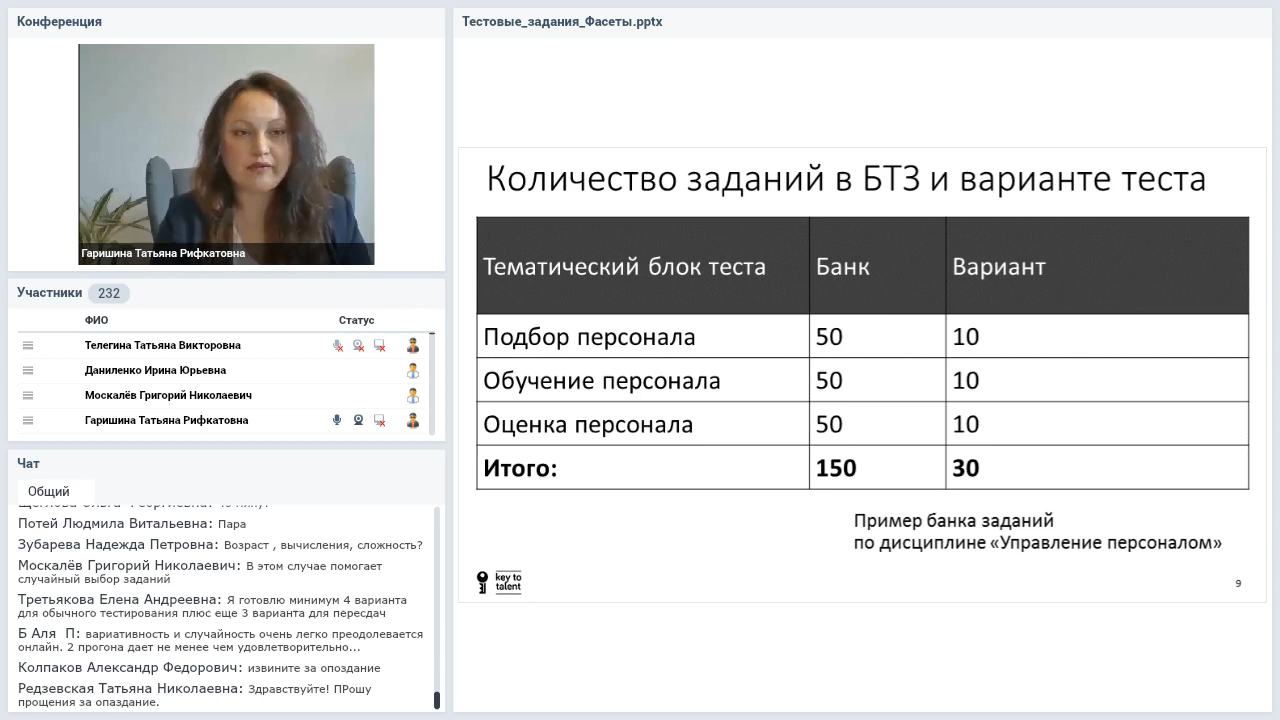 Конференция
Гаришина Татьяна Рифкатовна
Участники 232
ФИО Статус
Телегина Татьяна Викторовна
Даниленко Ирина Юрьевна
Москалёв Григорий Николаевич
Гаришина Татьяна Рифкатовна
Чат
Общий
Потей Людмила Витальевна: Пара
Зубарева Надежда Петровна: Возраст , вычисления, сложность?
Москалёв Григорий Николаевич: В этом случае помогает
случайный выбор заданий
Третьякова Елена Андреевна: Я готовлю минимум 4 варианта
для обычного тестирования плюс еще 3 варианта для пересдач
Б Аля П: вариативность и случайность очень легко преодолевается
онлайн. 2 прогона дает не менее чем удовлетворительно...
Колпаков Александр Федорович: извините за опоздание
Редзевская Татьяна Николаевна: Здравствуйте! ПРошу
прощения за опаздание.
Тестовые_задания_Фасеты.pptx
Количество заданий в БТЗ и варианте теста
Тематический блок теста Банк Вариант
Подбор персонала 50 10
Обучение персонала 50 10
Оценка персонала 50 10
Итого: 150 30
Пример банка заданий
по дисциплине «Управление персоналом»
key to
talent
9